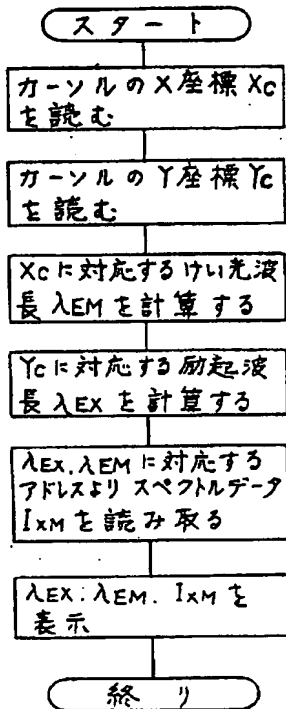 スタート
カーソルのX座標Xc
を読む
カーソルのY座標Yc
を読む
Xcに対応するけい光波
長λEMを計算する
Ycに対応する励起波
長λEXを計算する
λEX.λEMに対応する
アドレスよりスペクトルデータ
IXMを読み取る
λEX:λEM.IXMを
表示
終り